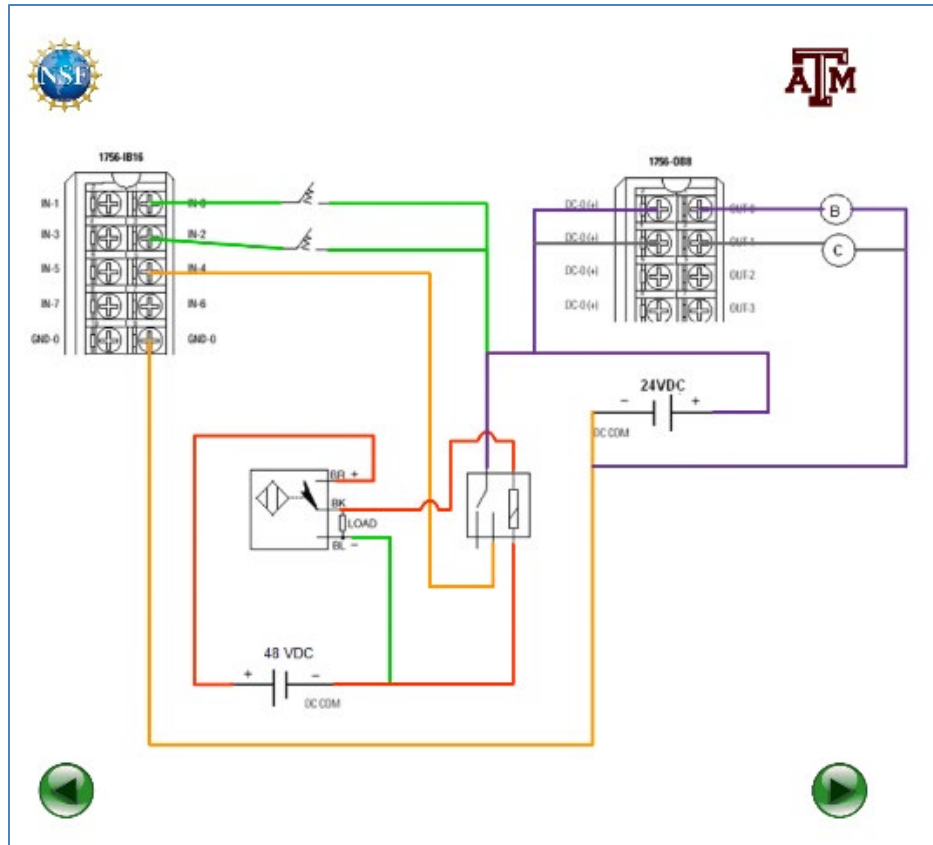 NSF
ATM
1756-IB16
1756-OB8
IN-1
IN-0
DC-0(+)
OUT-0
B
IN-3
IN-2
DC-0(+)
OUT-1
C
IN-5
IN-4
DC-0(+)
OUT-2
IN-7
IN-6
DC-0(+)
OUT-3
GND-0
GND-0
24VDC
− +
DC COM
BR +
BK
LOAD
BL −
48 VDC
+ −
DC COM